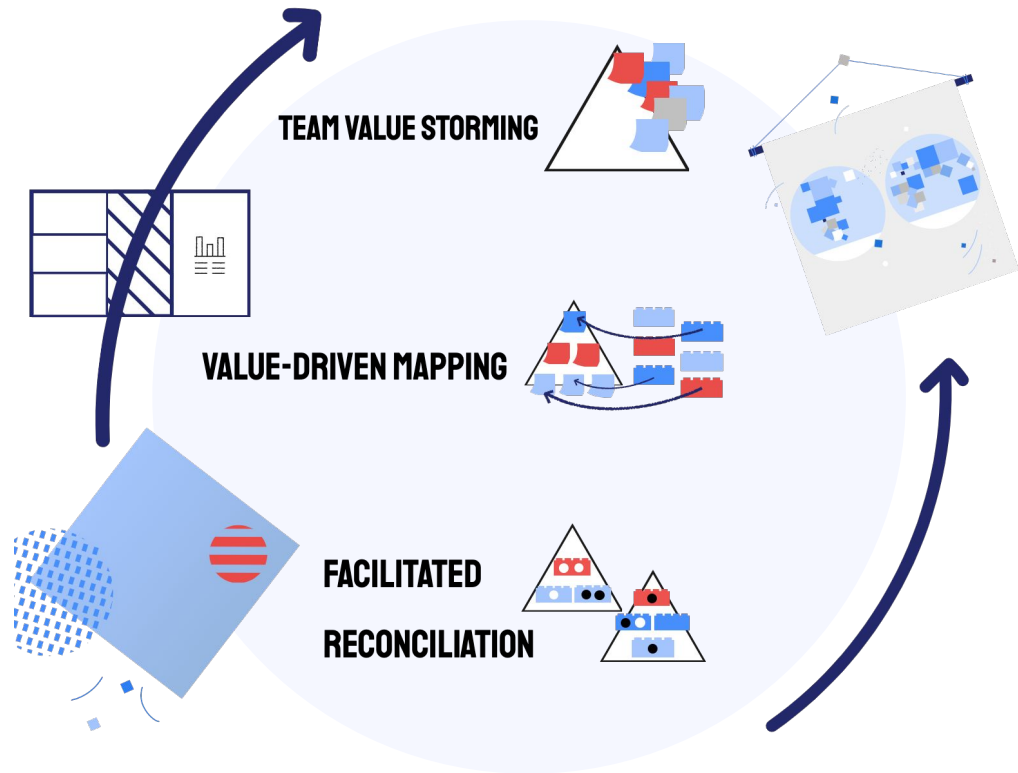 TEAM VALUE STORMING
VALUE-DRIVEN MAPPING
FACILITATED
RECONCILIATION